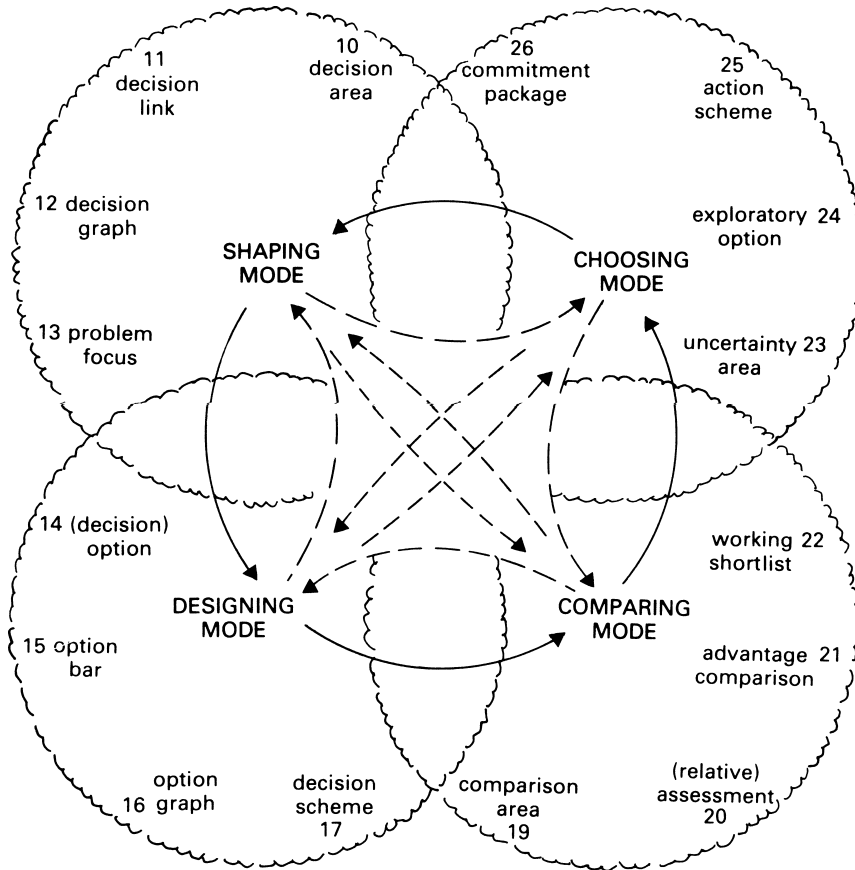 11
decision
link
10
decision
area
12 decision
graph
SHAPING
MODE
13 problem
focus
26
commitment
package
25
action
scheme
exploratory 24
option
CHOOSING
MODE
uncertainty 23
area
14 (decision)
option
DESIGNING
MODE
15 option
bar
option
16 graph
decision
scheme
17
working 22
shortlist
COMPARING
MODE
advantage 21
comparison
(relative)
assessment
20
comparison
area
19